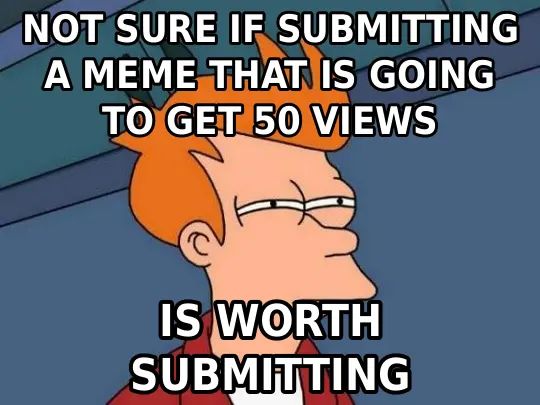 NOT SURE IF SUBMITTING
A MEME THAT IS GOING
TO GET 50 VIEWS
IS WORTH
SUBMITTING